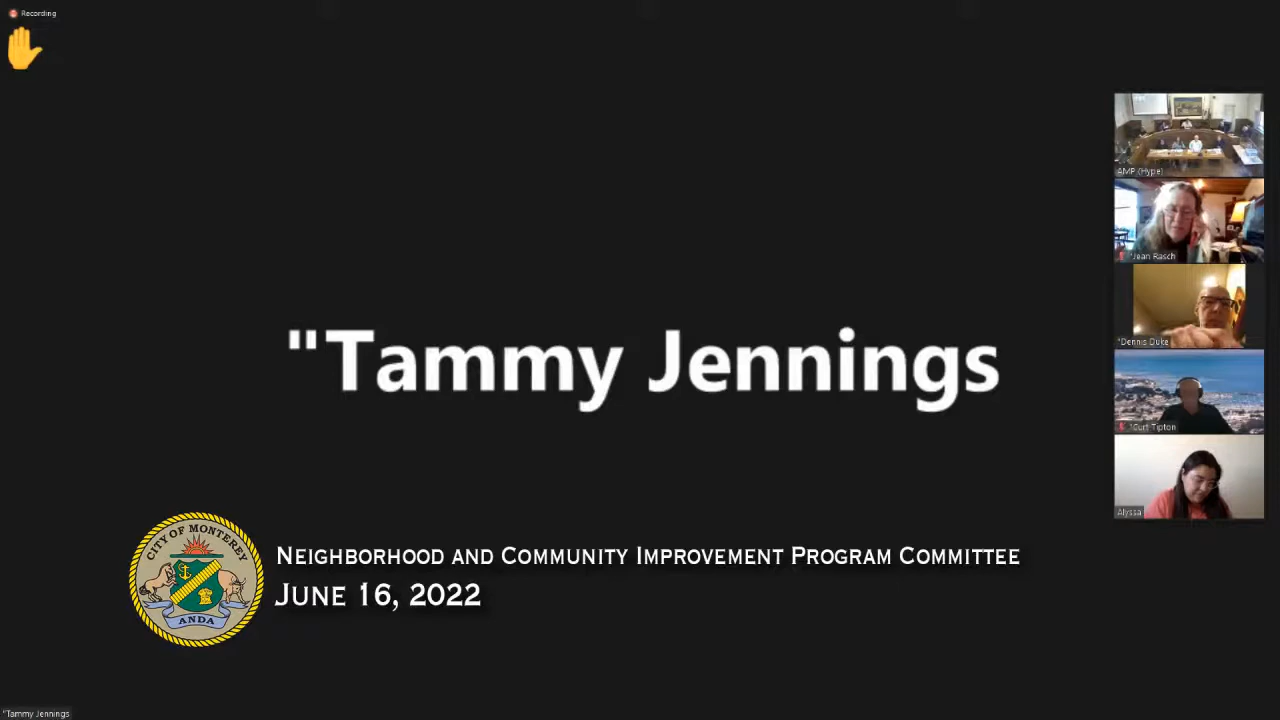 Recording
"Tammy Jennings
AMP (Hype)
"Jean Rasch
"Dennis Duke
"Curt Tipton
Alyssa
CITY OF MONTEREY
ANDA
NEIGHBORHOOD AND COMMUNITY IMPROVEMENT PROGRAM COMMITTEE
JUNE 16, 2022
"Tammy Jennings